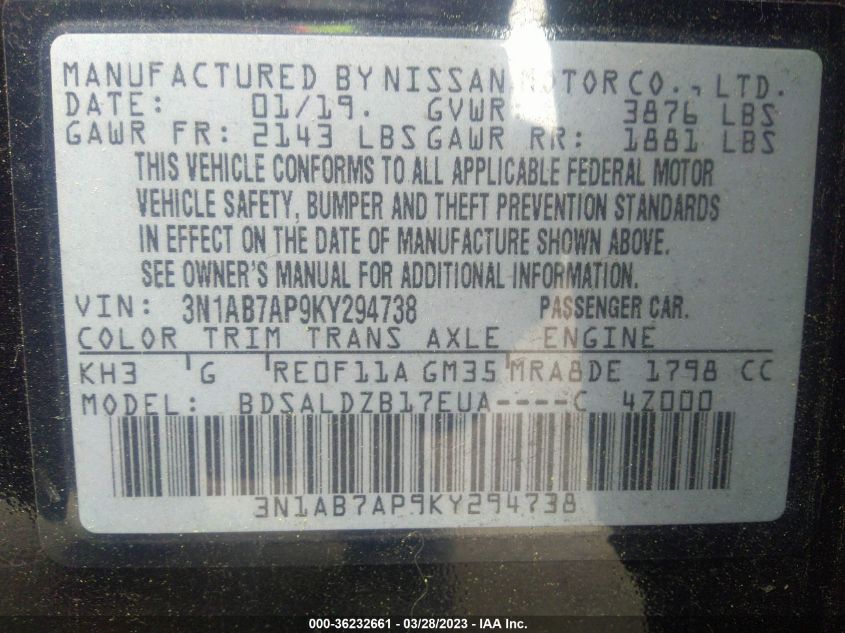 MANUFACTURED BY NISSAN MOTOR CO., LTD.
DATE: 01/19. GVWR 3876 LBS
GAWR FR: 2143 LBS GAWR RR: 1881 LBS
THIS VEHICLE CONFORMS TO ALL APPLICABLE FEDERAL MOTOR
VEHICLE SAFETY, BUMPER AND THEFT PREVENTION STANDARDS
IN EFFECT ON THE DATE OF MANUFACTURE SHOWN ABOVE.
SEE OWNER'S MANUAL FOR ADDITIONAL INFORMATION.
VIN: 3N1AB7AP9KY294738 PASSENGER CAR.
COLOR TRIM TRANS AXLE ENGINE
KH3 G RE0F11A GM35 MRA8DE 1798 CC
MODEL: BDSALDZB17EUA----C 4Z000
3N1AB7AP9KY294738
000-36232661 / 03/28/2023 - IAA Inc.